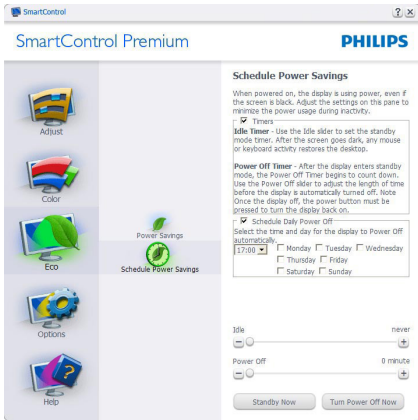 SmartControl
SmartControl Premium
PHILIPS
Adjust
Color
Eco
Options
Help
Power Savings
Schedule Power Savings
Schedule Power Savings
When powered on, the display is using power, even if
the screen is black. Adjust the settings on this pane to
minimize the power usage during inactivity.
Timers
Idle Timer - Use the Idle slider to set the standby
mode timer. After the screen goes dark, any mouse
or keyboard activity restores the desktop.
Power Off Timer - After the display enters standby
mode, the Power Off Timer begins to count down.
Use the Power Off slider to adjust the length of time
before the display is automatically turned off. Note
Once the display off, the power button must be
pressed to turn the display back on.
Schedule Daily Power Off
Select the time and day for the display to Power Off
automatically.
17:00 Monday Tuesday Wednesday
Thursday Friday
Saturday Sunday
Idle never
Power Off 0 minute
Standby Now Turn Power Off Now